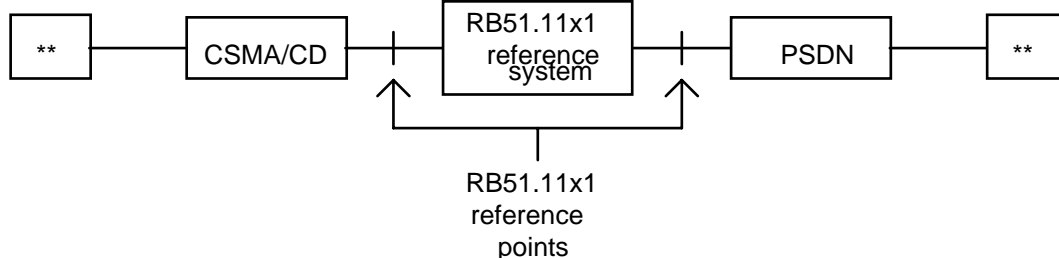 RB51.11x1
reference
system
** CSMA/CD PSDN **
RB51.11x1
reference
points